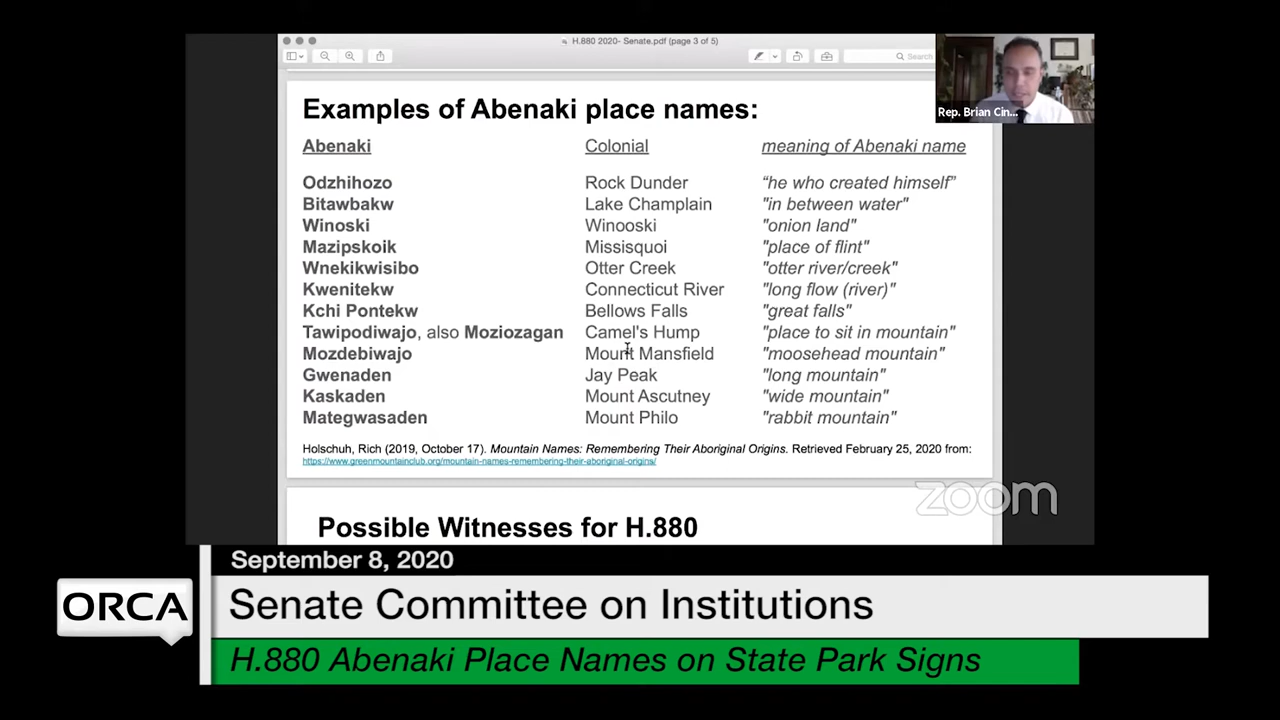 H.880 2020- Senate.pdf (page 3 of 5)
Search
Rep. Brian Cin...
Examples of Abenaki place names:
Abenaki Colonial meaning of Abenaki name
Odzhihozo Rock Dunder “he who created himself”
Bitawbakw Lake Champlain "in between water"
Winoski Winooski "onion land"
Mazipskoik Missisquoi "place of flint"
Wnekikwisibo Otter Creek "otter river/creek"
Kwenitekw Connecticut River "long flow (river)"
Kchi Pontekw Bellows Falls "great falls"
Tawipodiwajo, also Moziozagan Camel's Hump "place to sit in mountain"
Mozdebiwajo Mount Mansfield "moosehead mountain"
Gwenaden Jay Peak "long mountain"
Kaskaden Mount Ascutney "wide mountain"
Mategwasaden Mount Philo "rabbit mountain"
Holschuh, Rich (2019, October 17). Mountain Names: Remembering Their Aboriginal Origins. Retrieved February 25, 2020 from:
https://www.greenmountainclub.org/mountain-names-remembering-their-aboriginal-origins/
zoom
Possible Witnesses for H.880
September 8, 2020
ORCA
Senate Committee on Institutions
H.880 Abenaki Place Names on State Park Signs